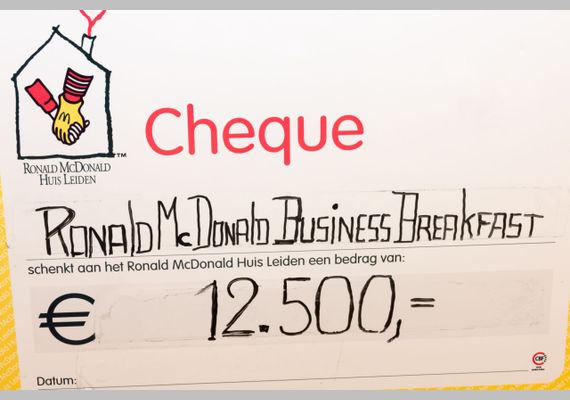 Cheque
RONALD MCDONALD
HUIS LEIDEN
RONAlD McDONAlD BUSiNESS BREAKFAST
schenkt aan het Ronald McDonald Huis Leiden een bedrag van:
€ 12.500,=
CBF
Datum: